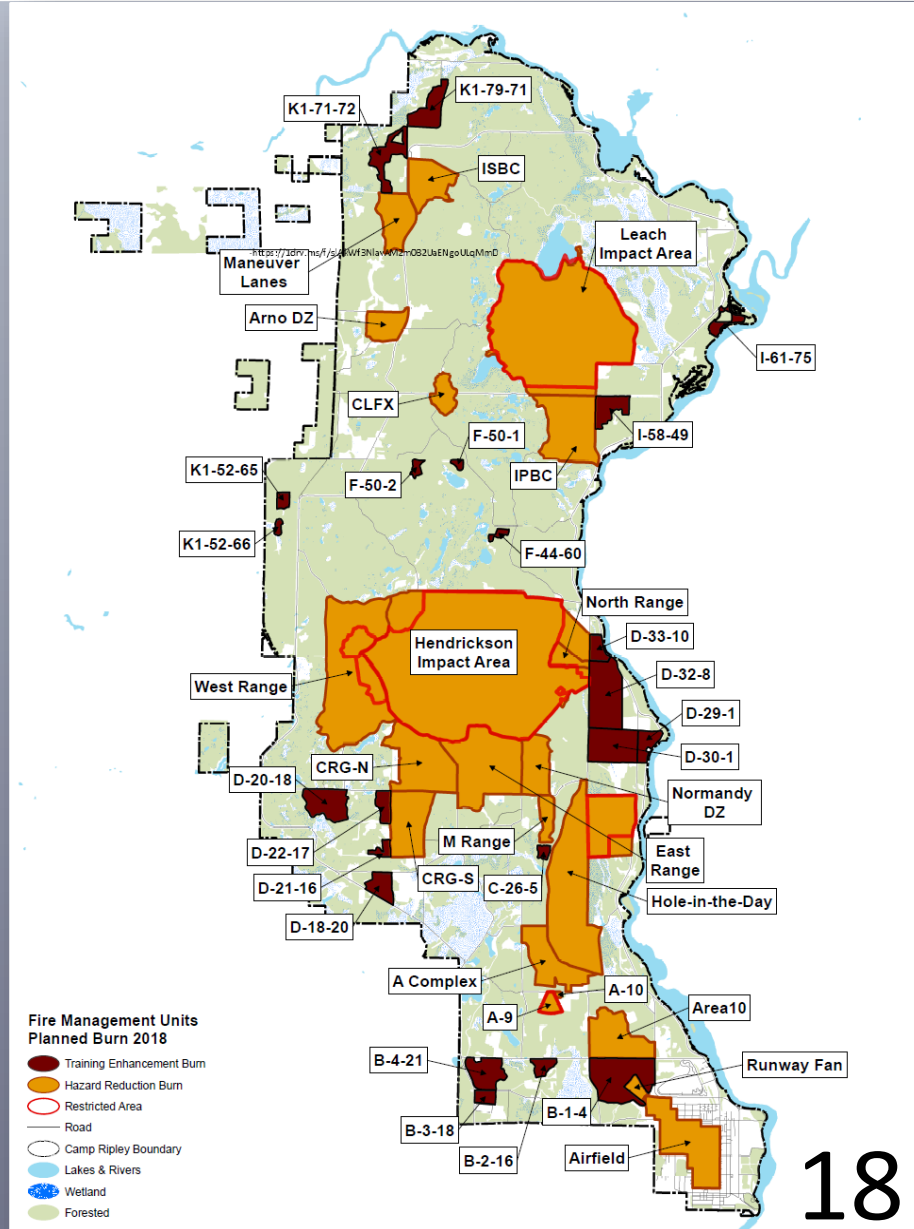 K1-79-71
K1-71-72
ISBC
Leach
Impact Area
Maneuver
Lanes
Arno DZ
I-61-75
CLFX
F-50-1
I-58-49
K1-52-65
F-50-2
IPBC
K1-52-66
F-44-60
North Range
Hendrickson
Impact Area
D-33-10
D-32-8
West Range
D-29-1
D-30-1
CRG-N
D-20-18
Normandy
DZ
M Range
D-22-17
East
Range
CRG-S
C-26-5
D-21-16
Hole-in-the-Day
D-18-20
A Complex
A-10
A-9
Area10
Fire Management Units
Planned Burn 2018
Training Enhancement Burn
Hazard Reduction Burn
Restricted Area
Road
Camp Ripley Boundary
Lakes & Rivers
Wetland
Forested
B-4-21
Runway Fan
B-1-4
B-3-18
B-2-16
Airfield
18